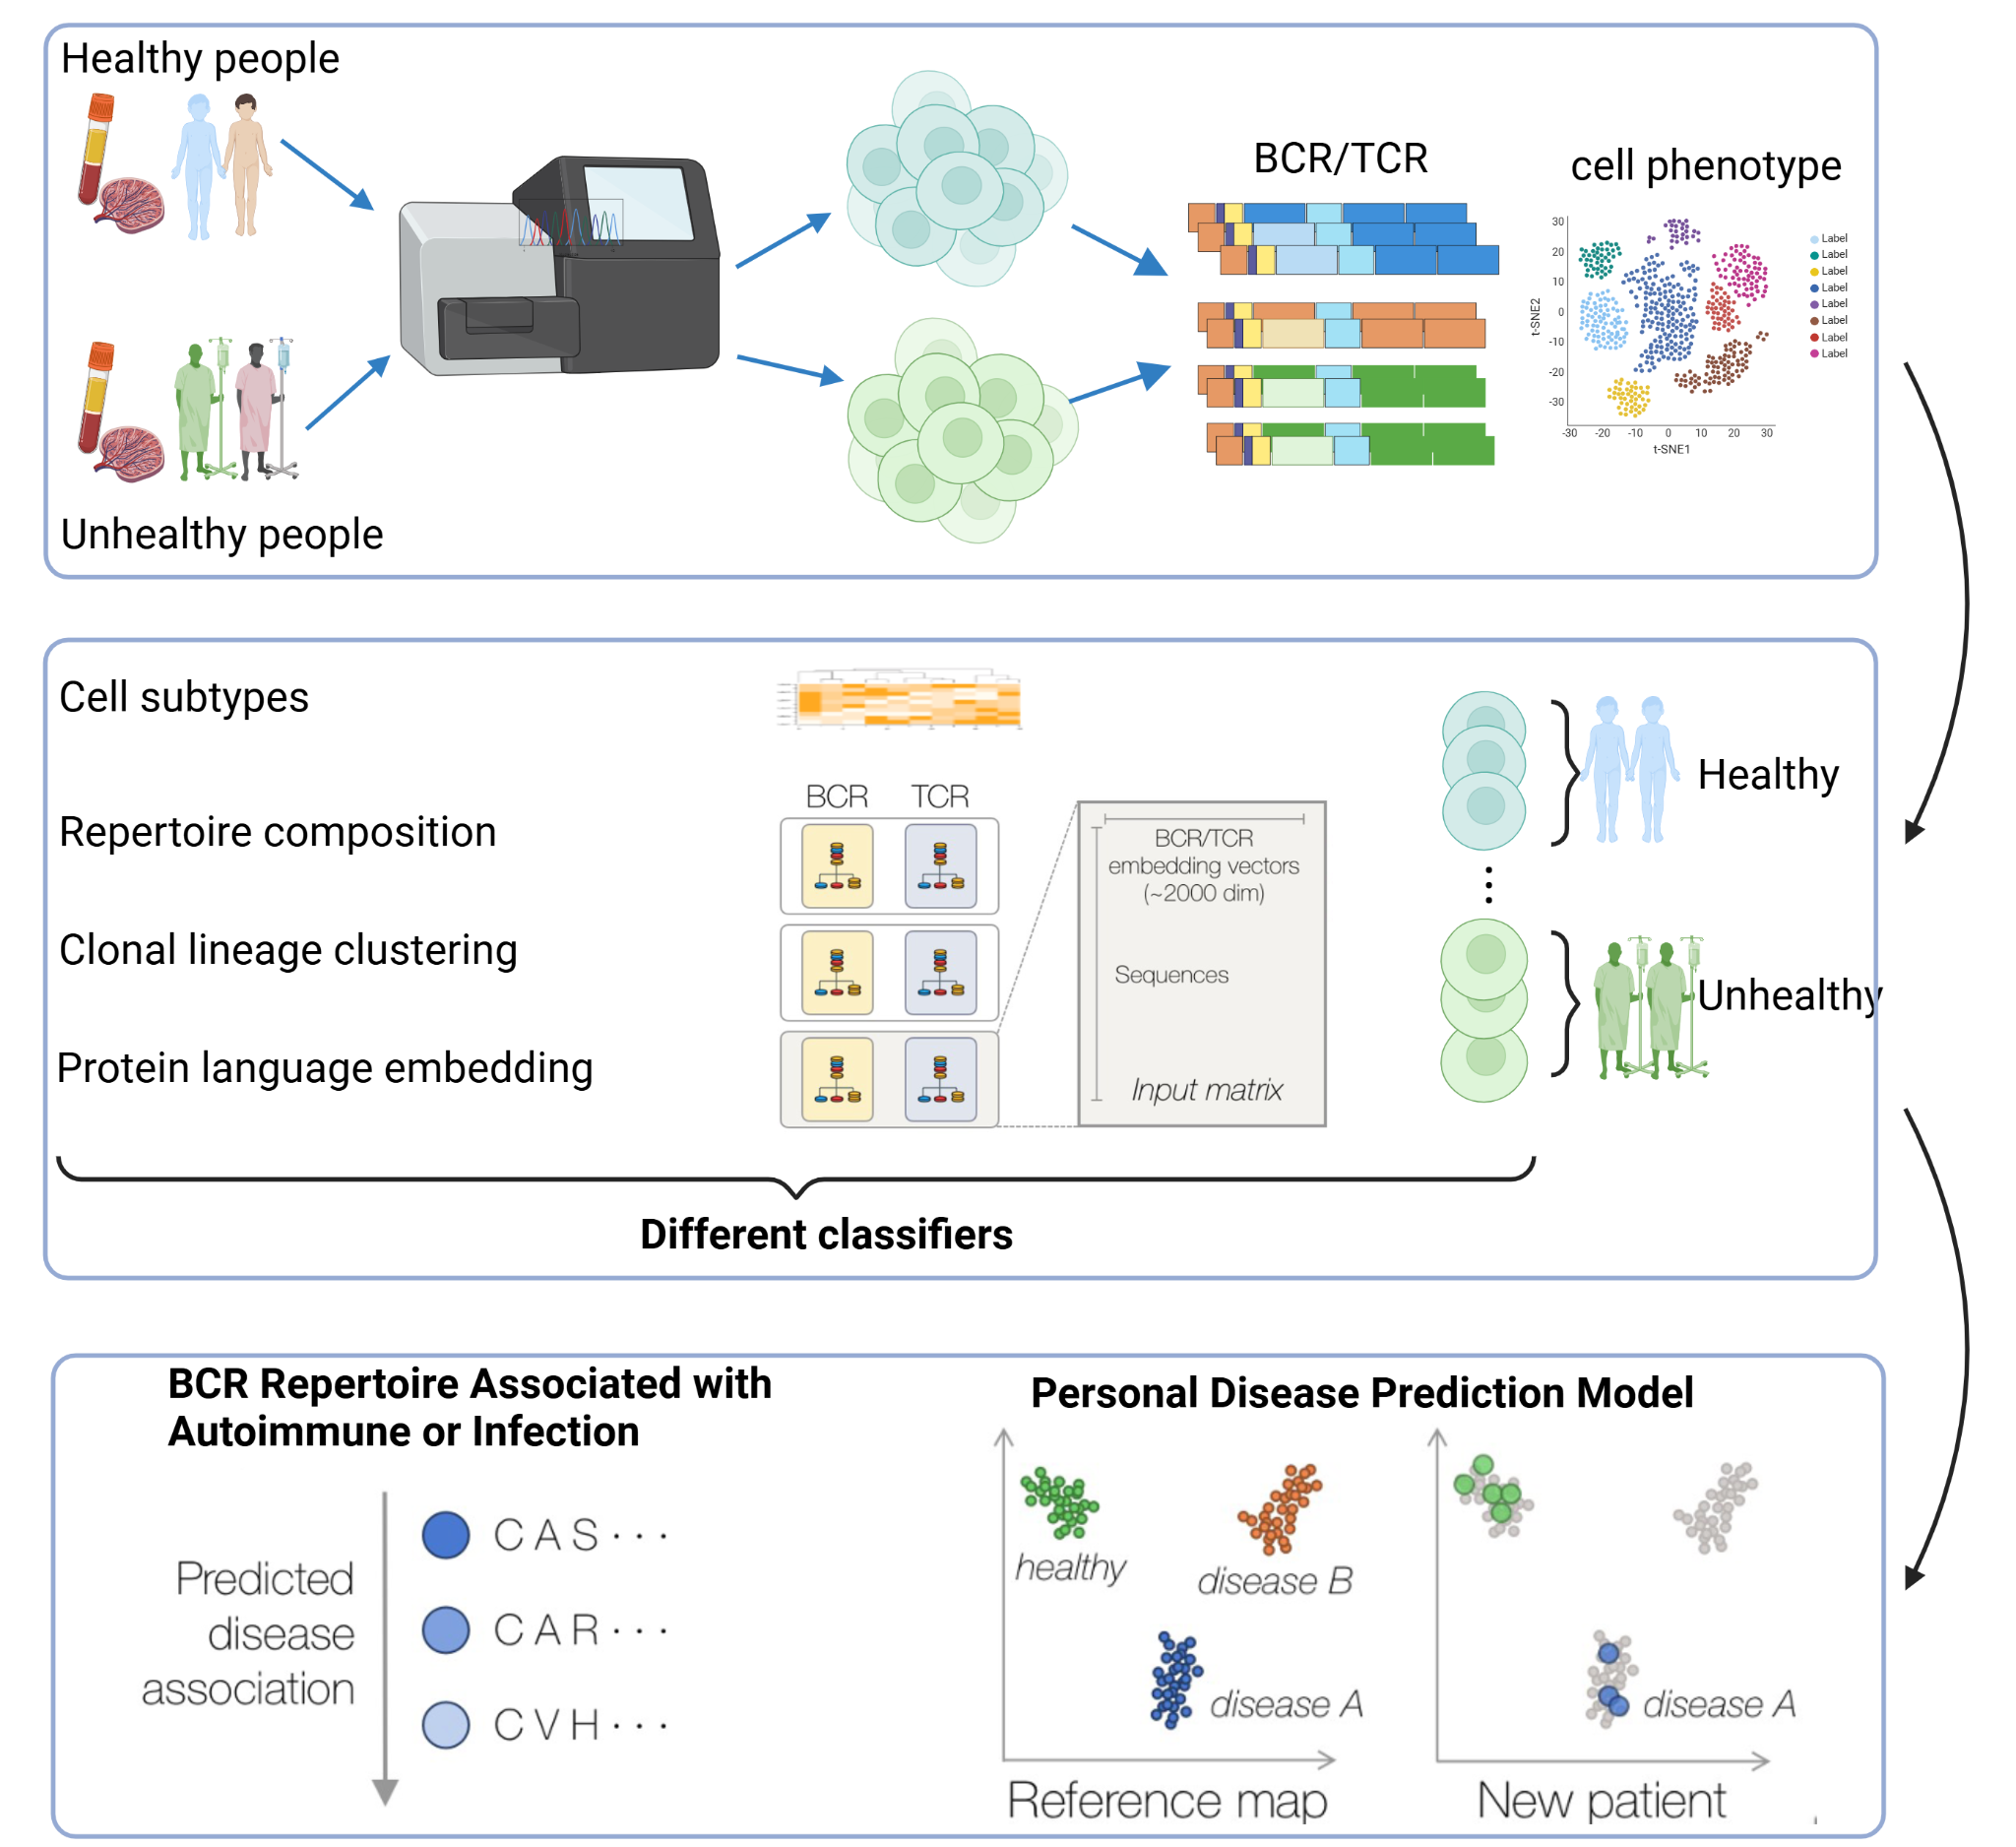 Healthy people
Unhealthy people
BCR/TCR
cell phenotype
30
20
10
0
-10
-20
-30
t-SNE2
-30 -20 -10 0 10 20 30
t-SNE1
Label
Label
Label
Label
Label
Label
Label
Label
Cell subtypes
Repertoire composition
Clonal lineage clustering
Protein language embedding
BCR TCR
BCR/TCR
embedding vectors
(~2000 dim)
Sequences
Input matrix
Healthy
Unhealthy
Different classifiers
BCR Repertoire Associated with
Autoimmune or Infection
Predicted
disease
association
CAS···
CAR···
CVH···
Personal Disease Prediction Model
healthy
disease B
disease A
Reference map
disease A
New patient